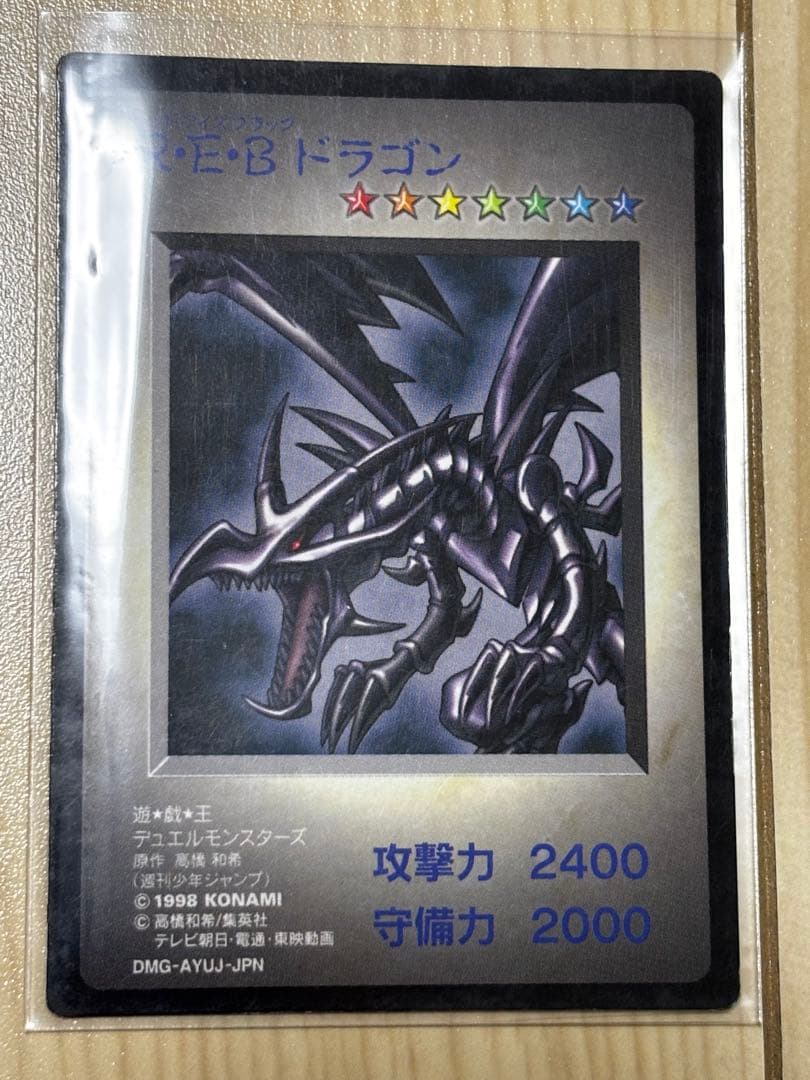 R・E・B ドラゴン
遊★戯★王
デュエルモンスターズ
原作 高橋 和希
(週刊少年ジャンプ)
© 1998 KONAMI
© 高橋和希/集英社
テレビ朝日・電通・東映動画
DMG-AYUJ-JPN
攻撃力 2400
守備力 2000